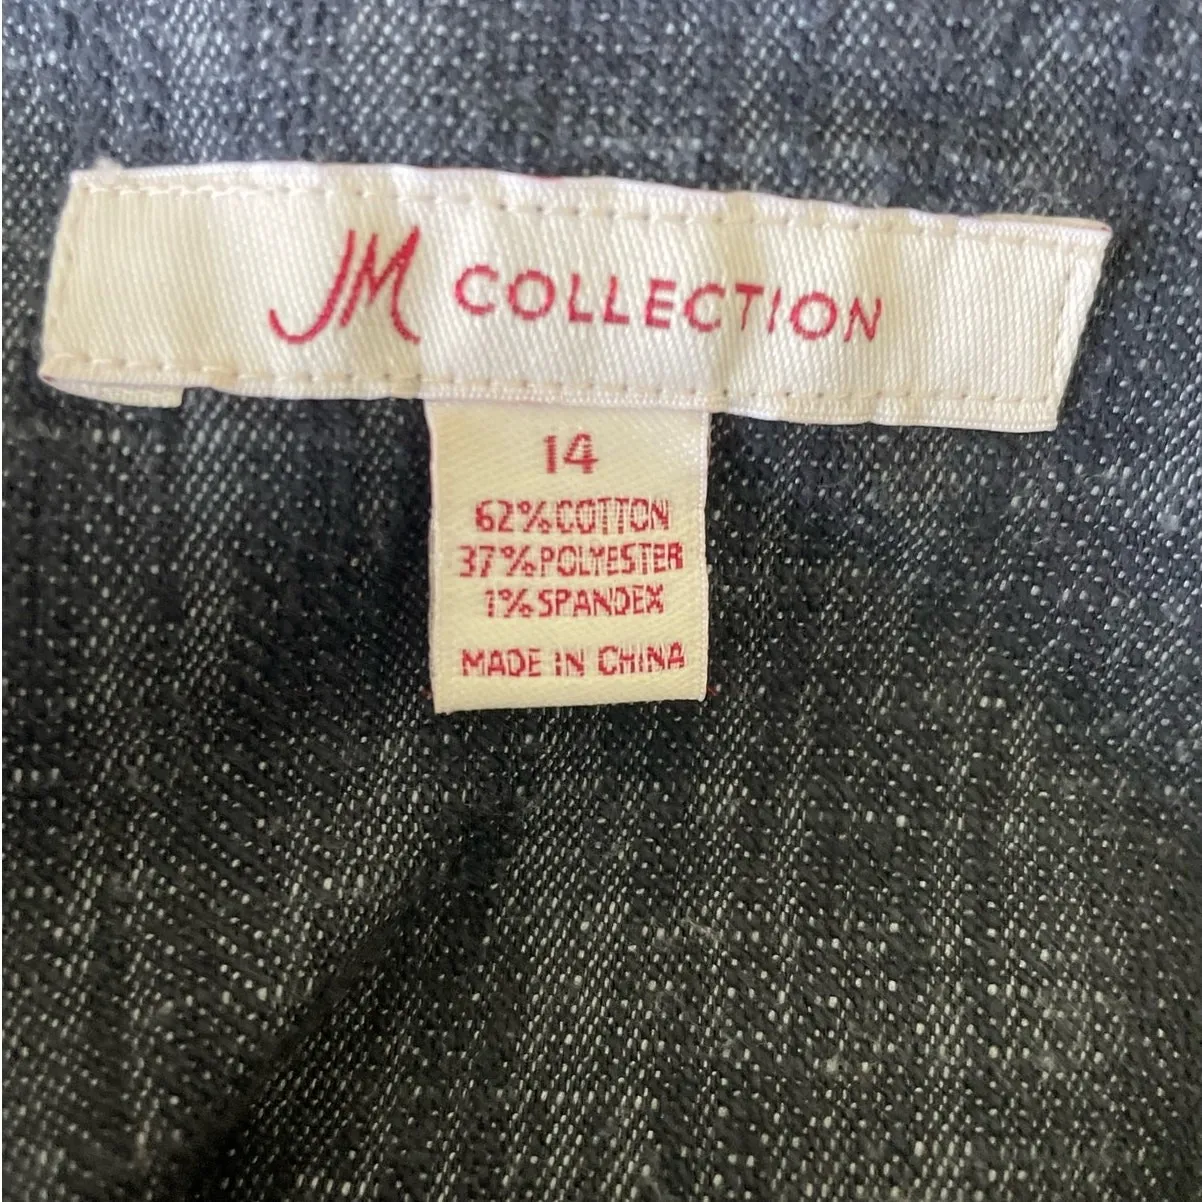 JM COLLECTION
14
62% COTTON
37% POLYESTER
1% SPANDEX
MADE IN CHINA